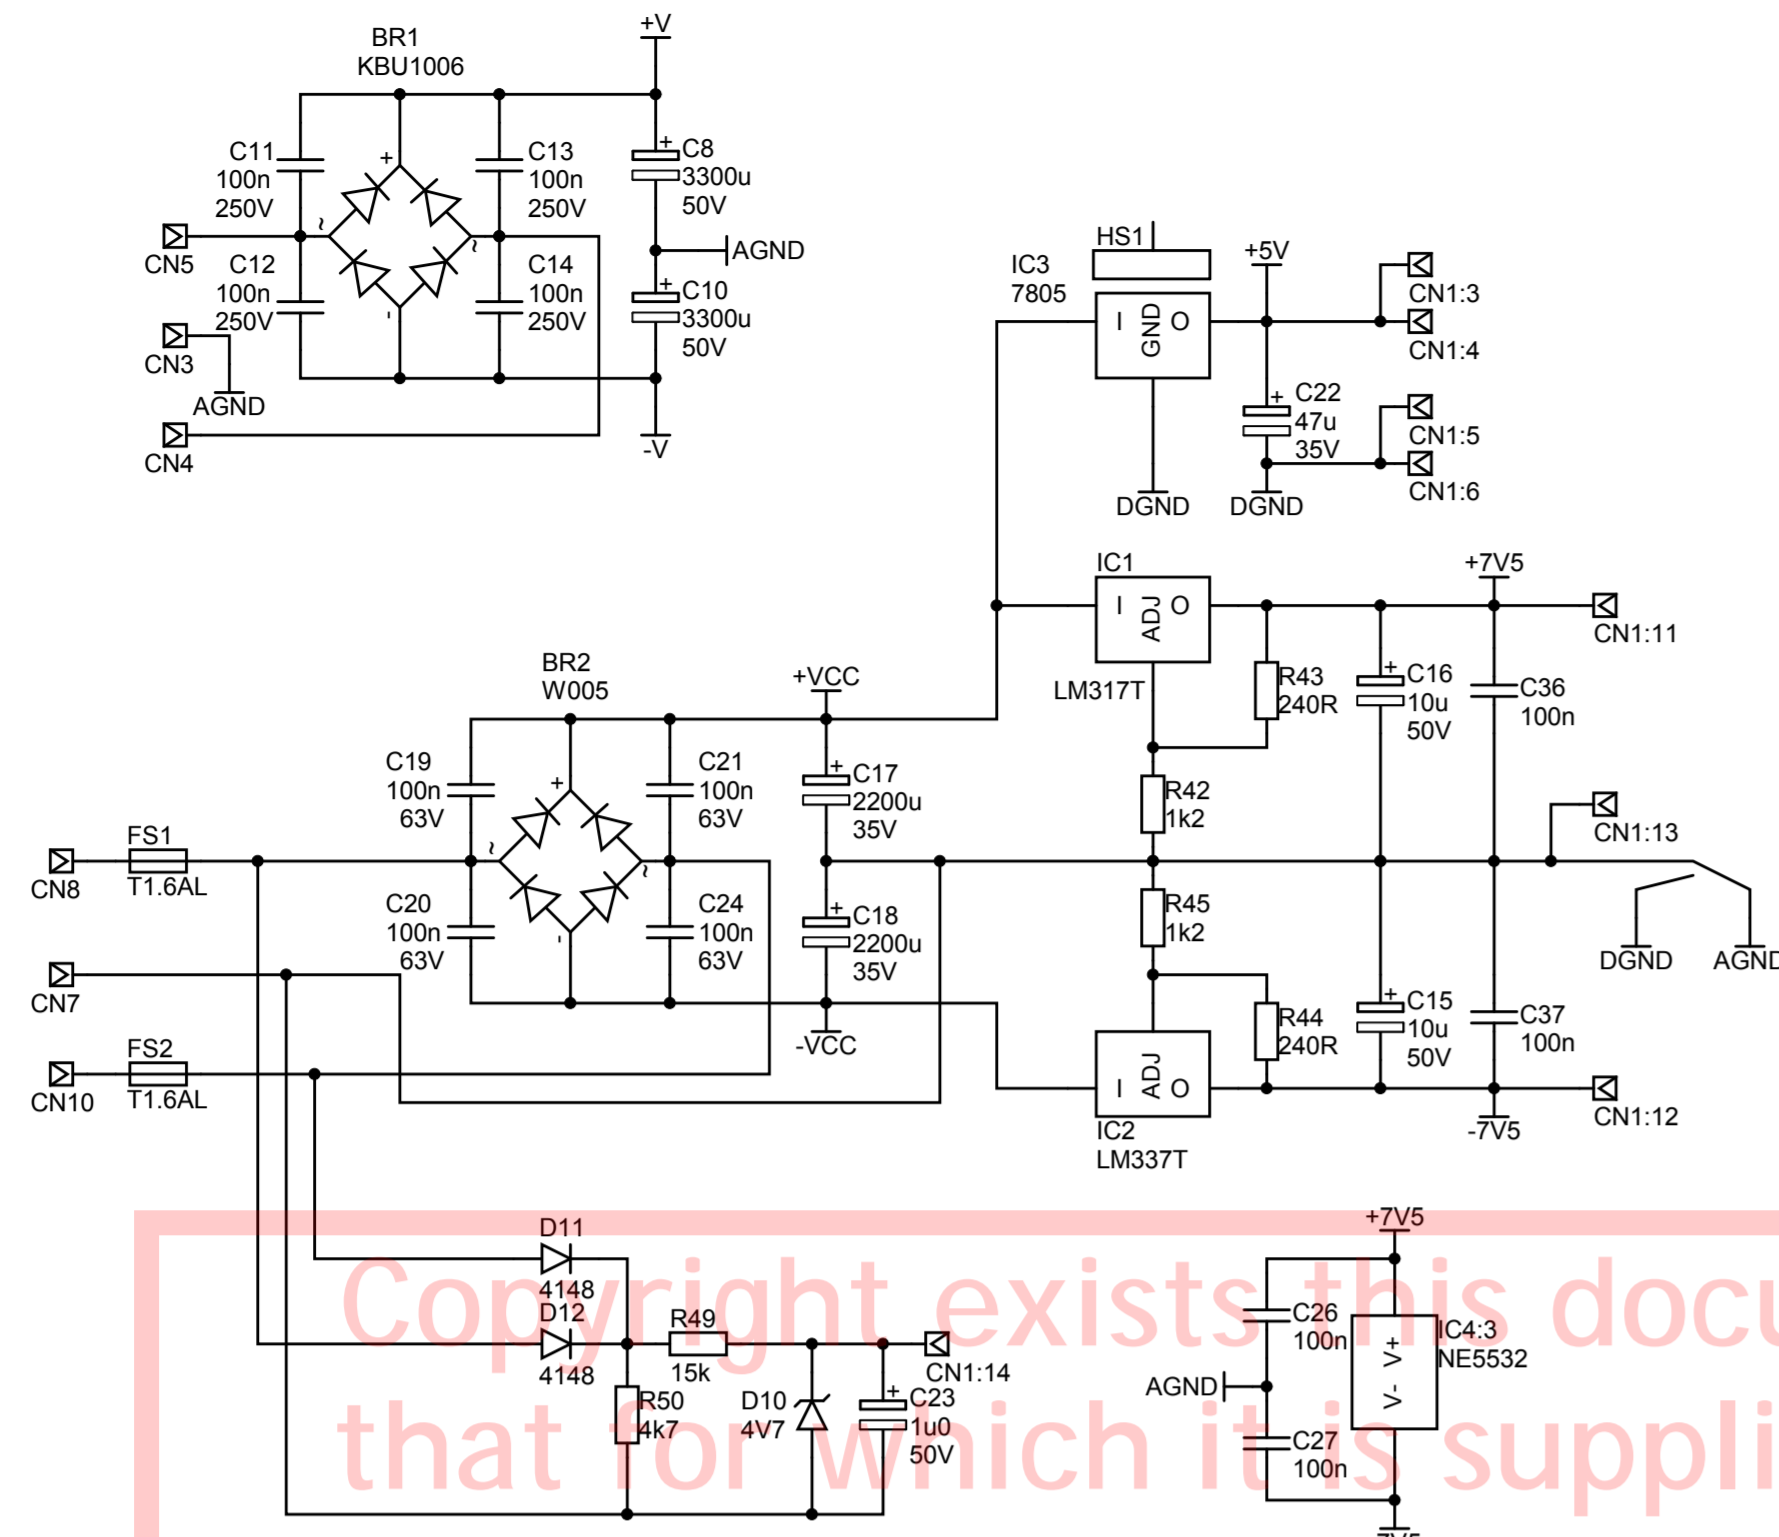 +V
BR1
KBU1006
C11
100n
250V
C13
100n
250V
+
C8
3300u
50V
+
~
~
-
CN5
C12
100n
250V
C14
100n
250V
AGND
+
C10
3300u
50V
CN3
AGND
CN4
-V
HS1
IC3
7805
I
GND
O
+5V
CN1:3
CN1:4
+
C22
47u
35V
CN1:5
CN1:6
DGND
DGND
IC1
I
ADJ
O
LM317T
+7V5
CN1:11
R43
240R
+
C16
10u
50V
C36
100n
BR2
W005
+VCC
C19
100n
63V
C21
100n
63V
+
C17
2200u
35V
+
~
~
-
R42
1k2
CN1:13
FS1
T1.6AL
CN8
C20
100n
63V
C24
100n
63V
+
C18
2200u
35V
R45
1k2
DGND
AGND
CN7
-VCC
R44
240R
+
C15
10u
50V
C37
100n
FS2
T1.6AL
CN10
I
ADJ
O
IC2
LM337T
CN1:12
-7V5
D11
4148
D12
4148
R49
15k
CN1:14
R50
4k7
D10
4V7
+
C23
1u0
50V
+7V5
C26
100n
IC4:3
NE5532
V+
V-
AGND
C27
100n
-7V5
Copyright exists this docu
that for which it is suppli